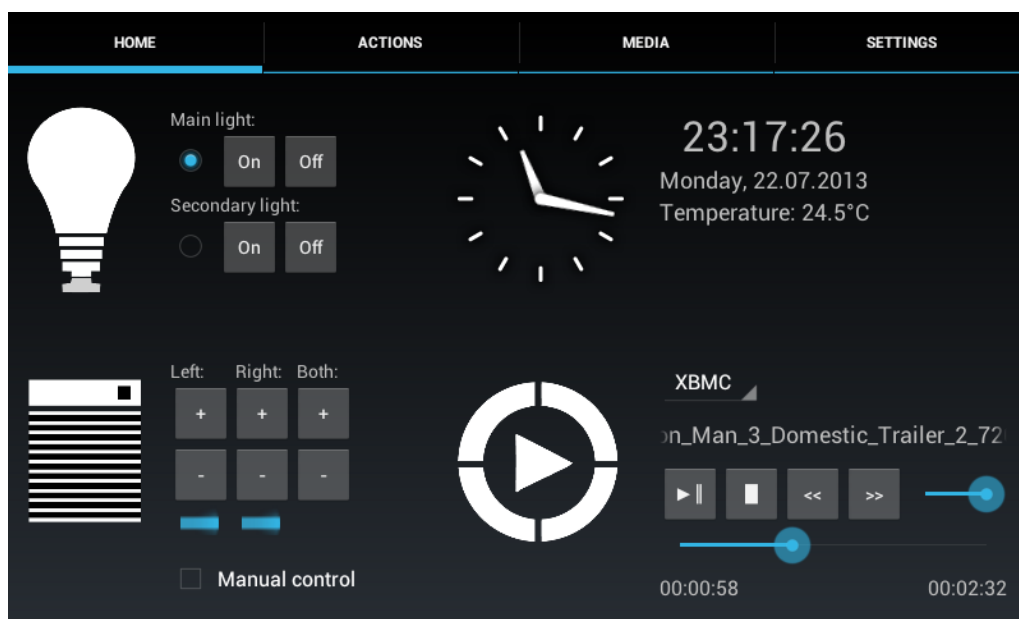 HOME ACTIONS MEDIA SETTINGS
Main light:
On Off
Secondary light:
On Off
23:17:26
Monday, 22.07.2013
Temperature: 24.5°C
Left: Right: Both:
+ + +
- - -
Manual control
XBMC
on_Man_3_Domestic_Trailer_2_72
<< >>
00:00:58 00:02:32